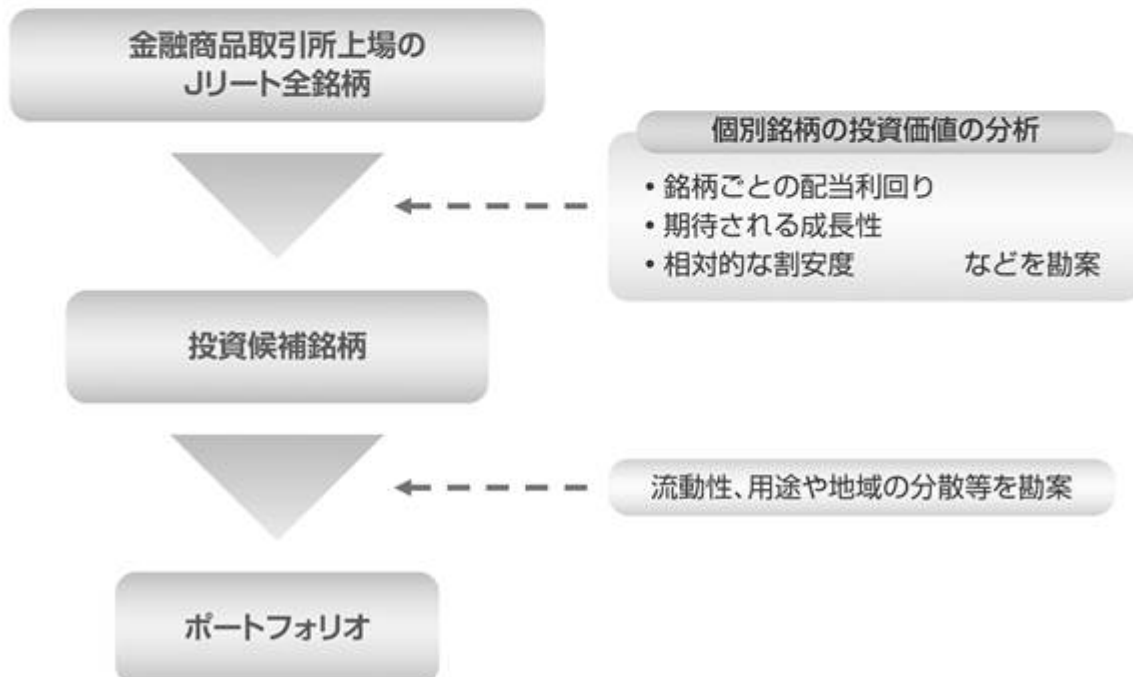 金融商品取引所上場の
Jリート全銘柄
個別銘柄の投資価値の分析
・銘柄ごとの配当利回り
・期待される成長性
・相対的な割安度 などを勘案
投資候補銘柄
流動性、用途や地域の分散等を勘案
ポートフォリオ